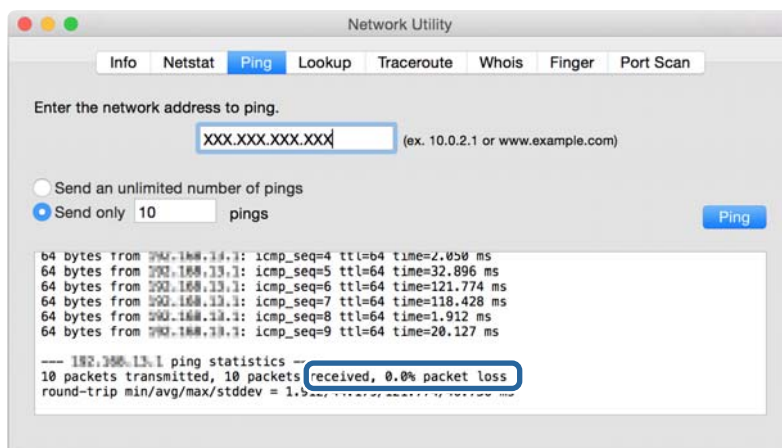 Network Utility
Info Netstat Ping Lookup Traceroute Whois Finger Port Scan
Enter the network address to ping.
XXX.XXX.XXX.XXX (ex. 10.0.2.1 or www.example.com)
Send an unlimited number of pings
Send only 10 pings
Ping
64 bytes from icmp_seq=4 ttl=64 time=2.050 ms
64 bytes from icmp_seq=5 ttl=64 time=32.896 ms
64 bytes from icmp_seq=6 ttl=64 time=121.774 ms
64 bytes from icmp_seq=7 ttl=64 time=118.428 ms
64 bytes from icmp_seq=8 ttl=64 time=1.912 ms
64 bytes from icmp_seq=9 ttl=64 time=20.127 ms
--- ping statistics --
10 packets transmitted, 10 packets received, 0.0% packet loss
round-trip min/avg/max/stddev =